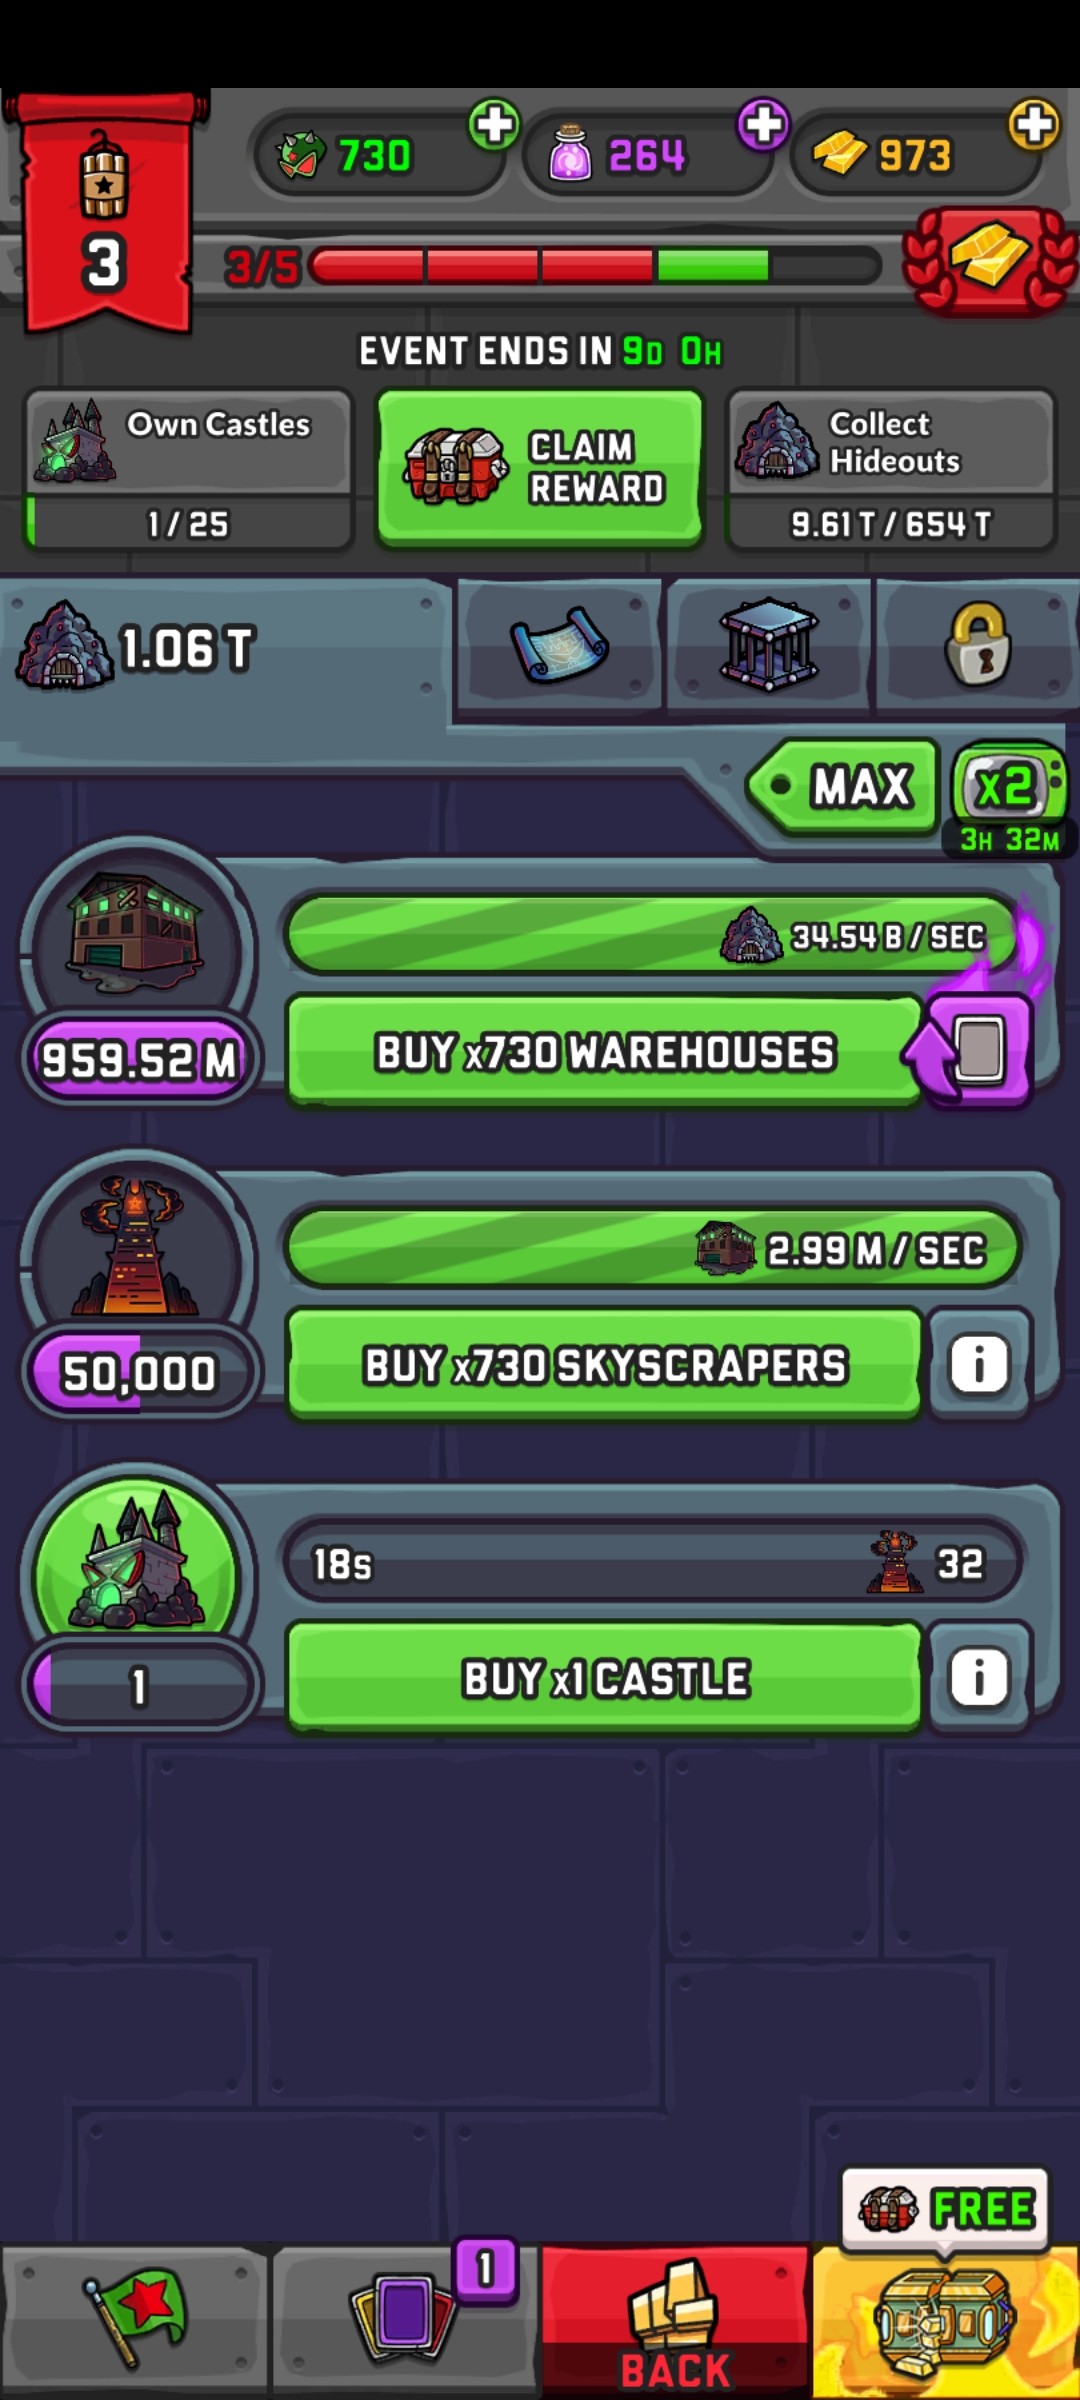 730
264
973
3
3/5
EVENT ENDS IN 9D 0H
Own Castles
1 / 25
CLAIM
REWARD
Collect
Hideouts
9.61 T / 654 T
1.06 T
MAX
x2
3H 32M
34.54 B / SEC
959.52 M
BUY x730 WAREHOUSES
2.99 M / SEC
50,000
BUY x730 SKYSCRAPERS
i
18s
32
1
BUY x1 CASTLE
i
FREE
1
BACK